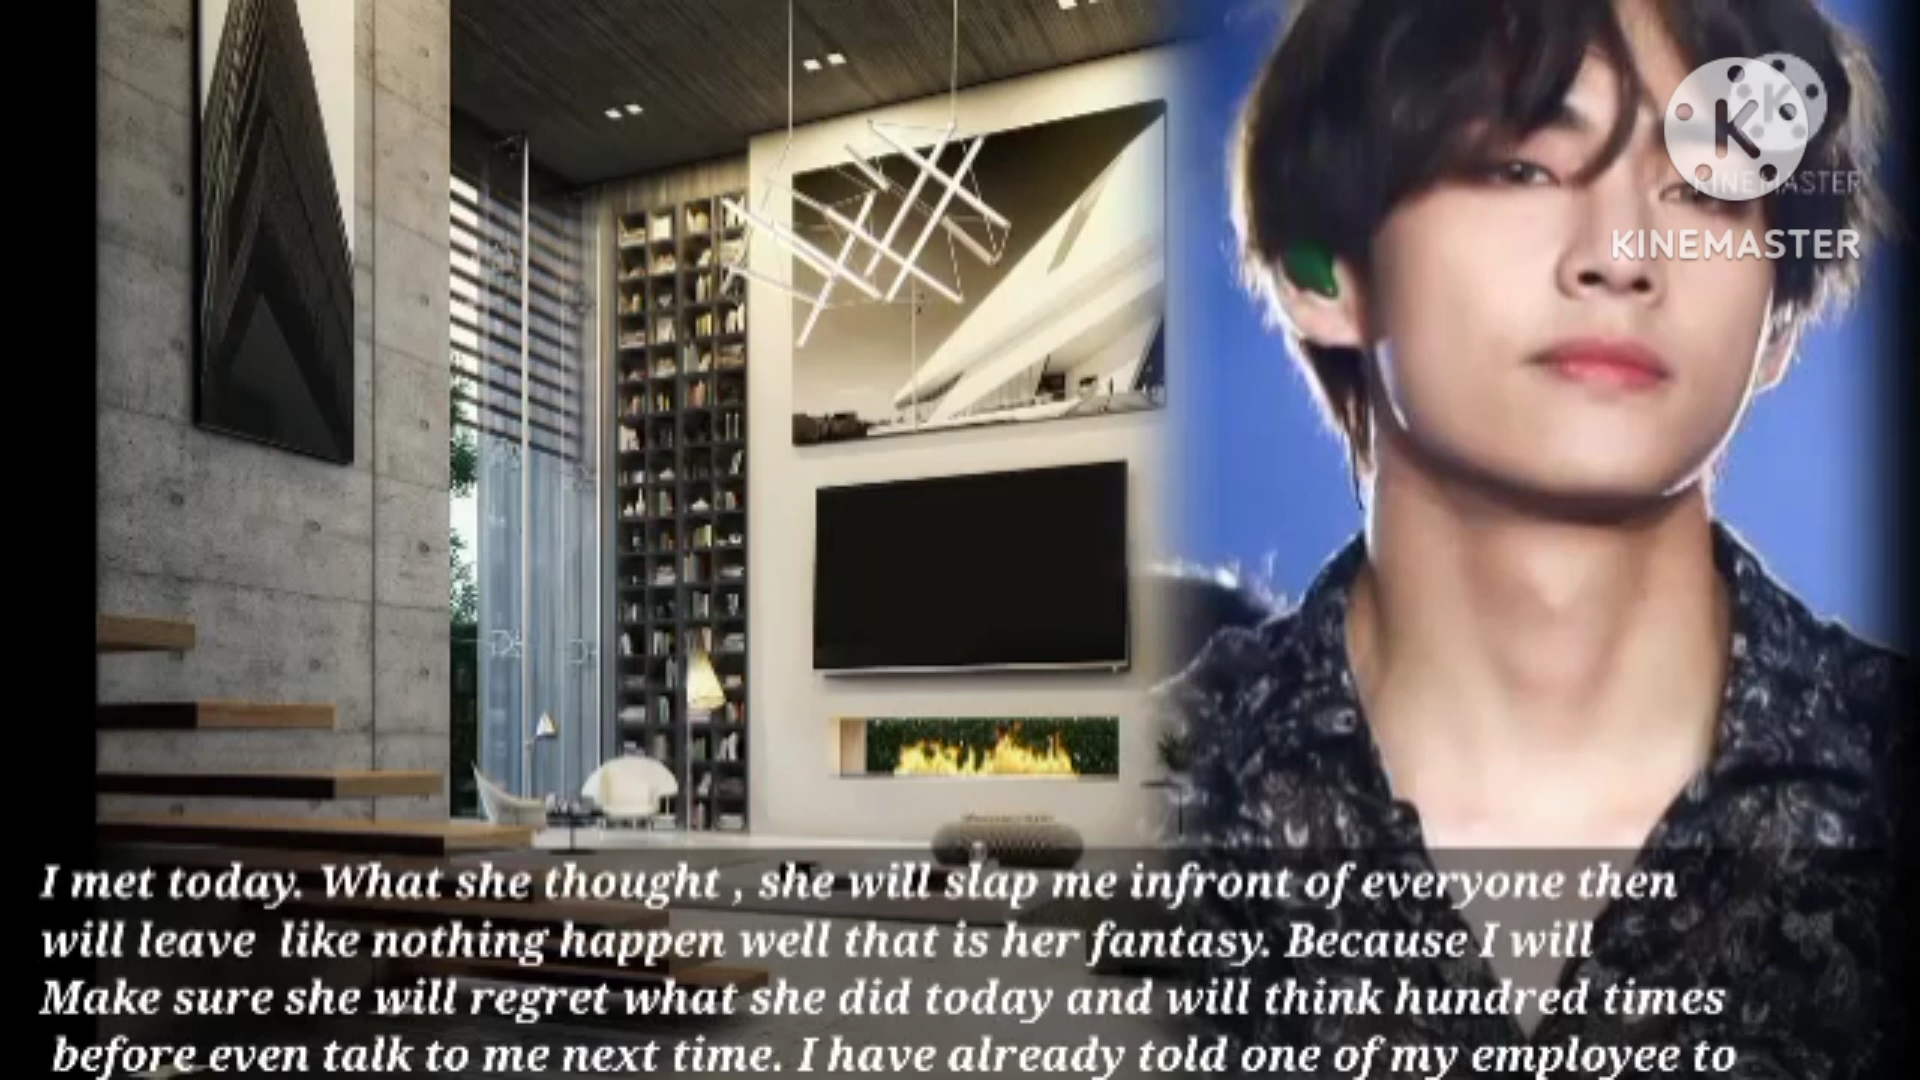 K
K
KINEMASTER
KINEMASTER
I met today. What she thought , she will slap me infront of everyone then
will leave like nothing happen well that is her fantasy. Because I will
Make sure she will regret what she did today and will think hundred times
before even talk to me next time. I have already told one of my employee to